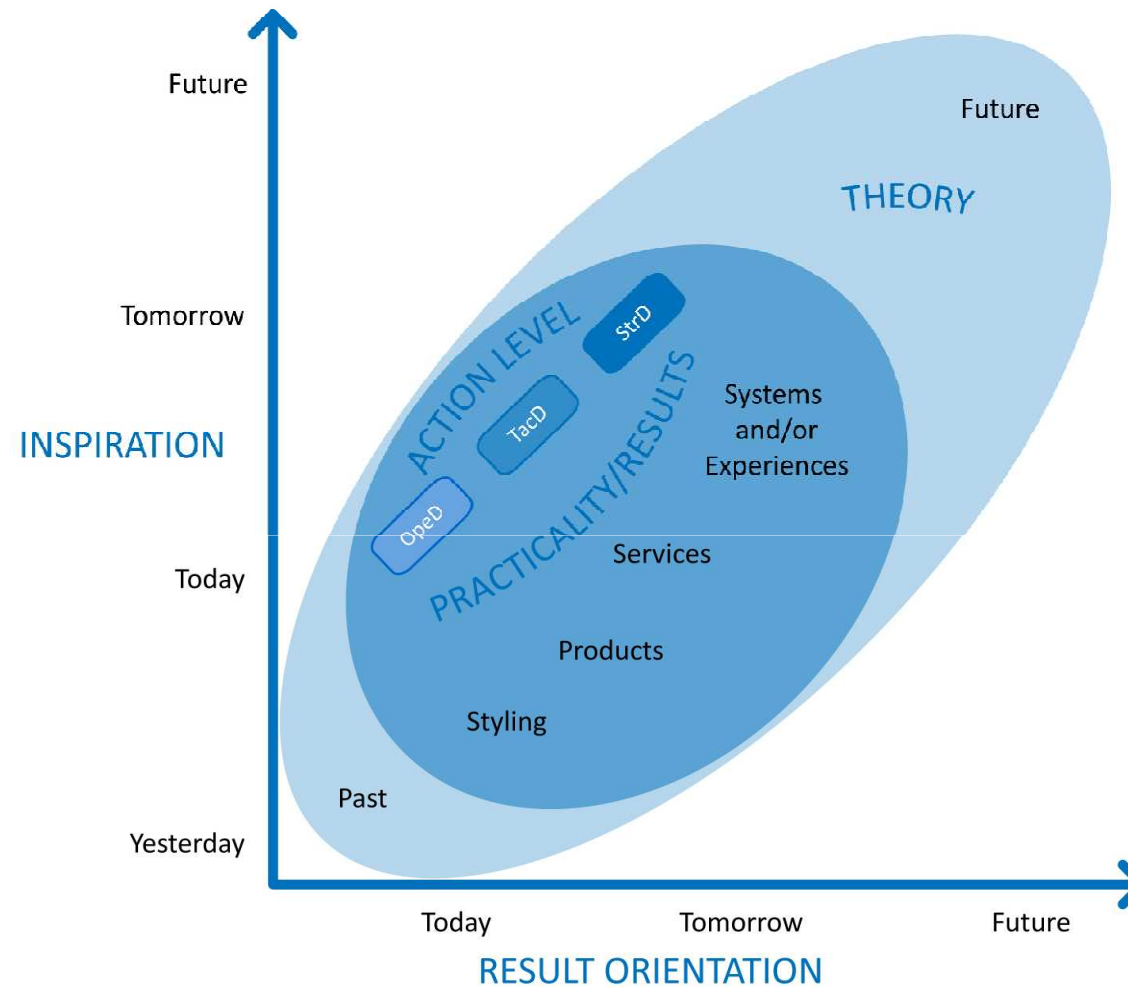 Future
Future
THEORY
Tomorrow
StrD
ACTION LEVEL
TacD
PRACTICALITY/RESULTS
Systems
and/or
Experiences
INSPIRATION
OpeD
Services
Today
Products
Styling
Past
Yesterday
Today
Tomorrow
Future
RESULT ORIENTATION